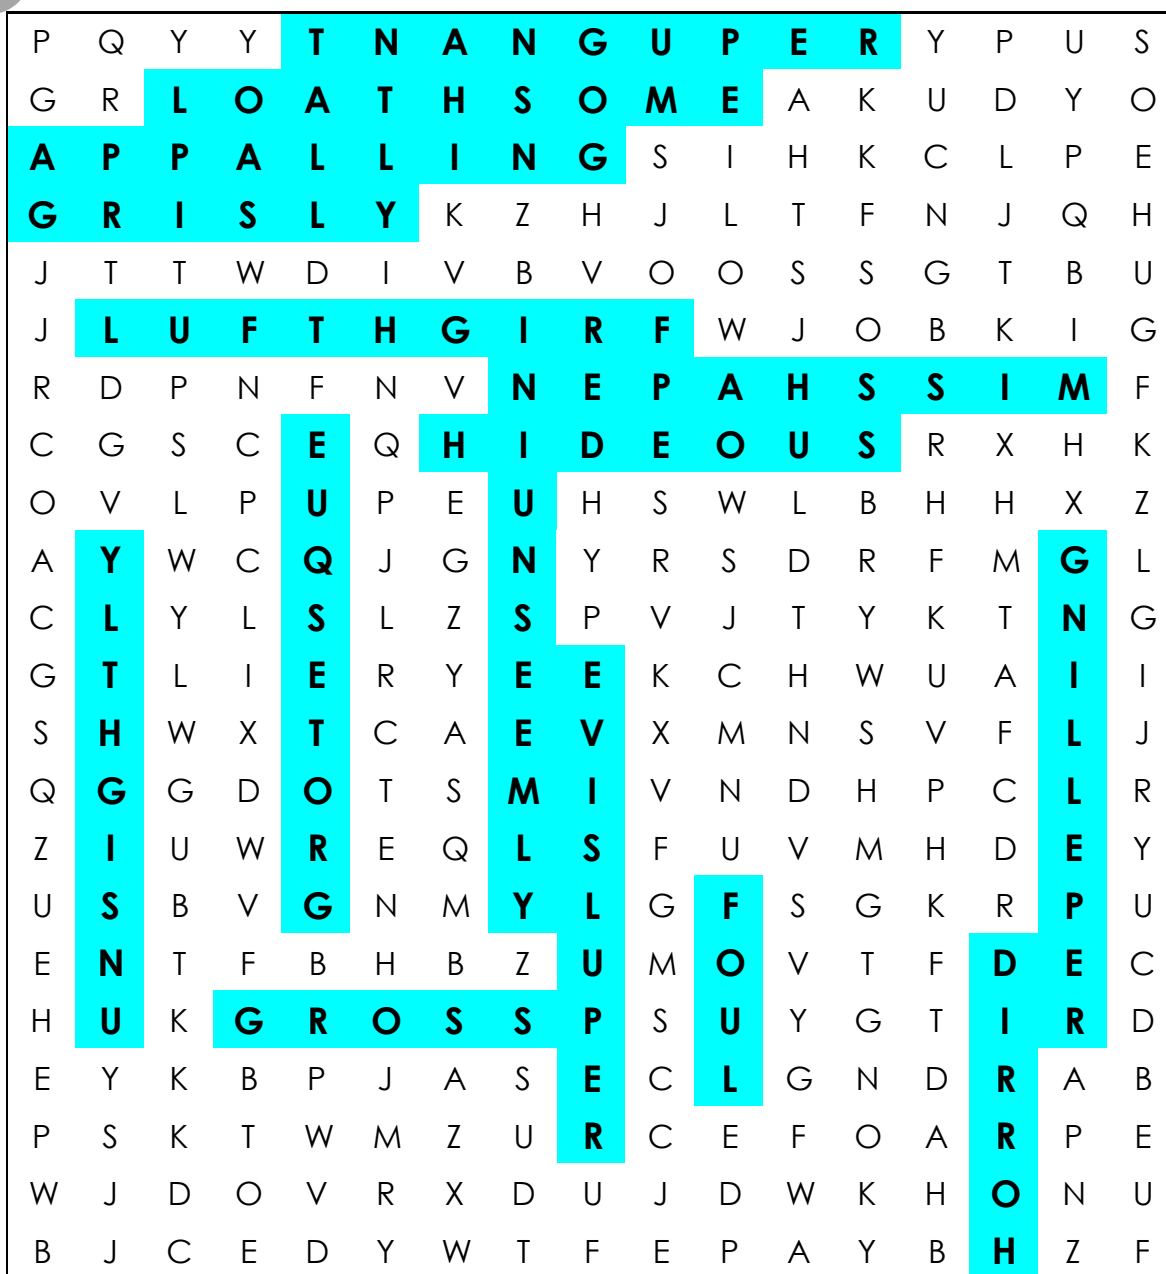 P Q Y Y T N A N G U P E R Y P U S
G R L O A T H S O M E A K U D Y O
A P P A L L I N G S I H K C L P E
G R I S L Y K Z H J L T F N J Q H
J T T W D I V B V O O S S G T B U
J L U F T H G I R F W J O B K I G
R D P N F N V N E P A H S S I M F
C G S C E Q H I D E O U S R X H K
O V L P U P E U H S W L B H H X Z
A Y W C Q J G N Y R S D R F M G L
C L Y L S L Z S P V J T Y K T N G
G T L I E R Y E E K C H W U A I I
S H W X T C A E V X M N S V F L J
Q G G D O T S M I V N D H P C L R
Z I U W R E Q L S F U V M H D E Y
U S B V G N M Y L G F S G K R P U
E N T F B H B Z U M O V T F D E C
H U K G R O S S P S U Y G T I R D
E Y K B P J A S E C L G N D R A B
P S K T W M Z U R C E F O A R P E
W J D O V R X D U J D W K H O N U
B J C E D Y W T F E P A Y B H Z F